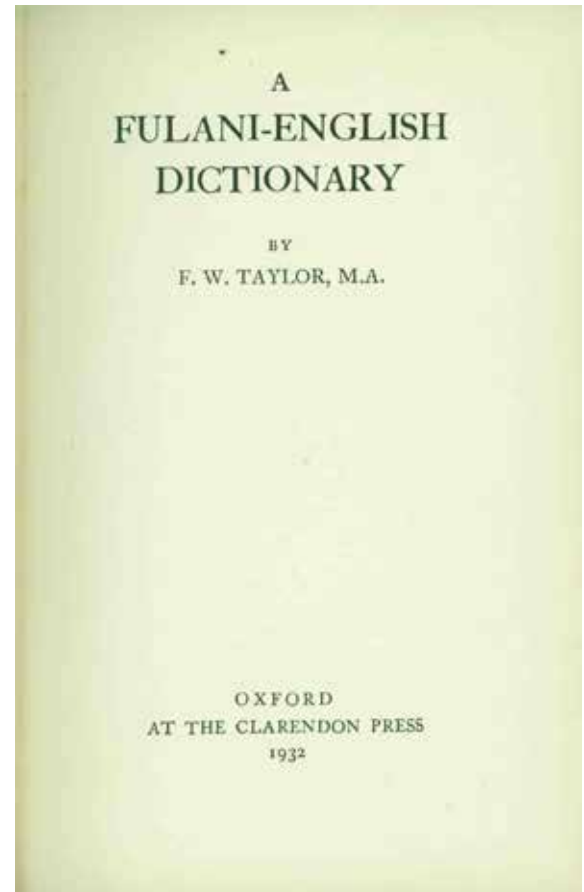 A
FULANI-ENGLISH
DICTIONARY
BY
F. W. TAYLOR, M.A.
OXFORD
AT THE CLARENDON PRESS
1932